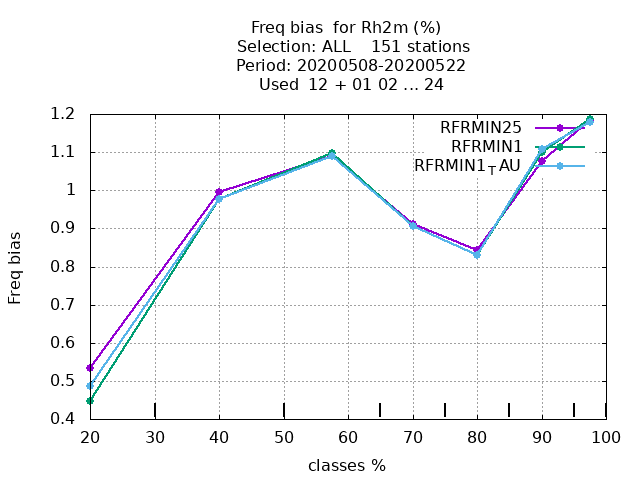 Freq bias  for Rh2m (%)
Selection: ALL    151 stations
Period: 20200508-20200522
Used  12 + 01 02 ... 24
RFRMIN25
RFRMIN1
RFRMIN1TAU
1.2
1.1
1
0.9
0.8
0.7
0.6
0.5
0.4
Freq bias
20 30 40 50 60 70 80 90 100
classes %